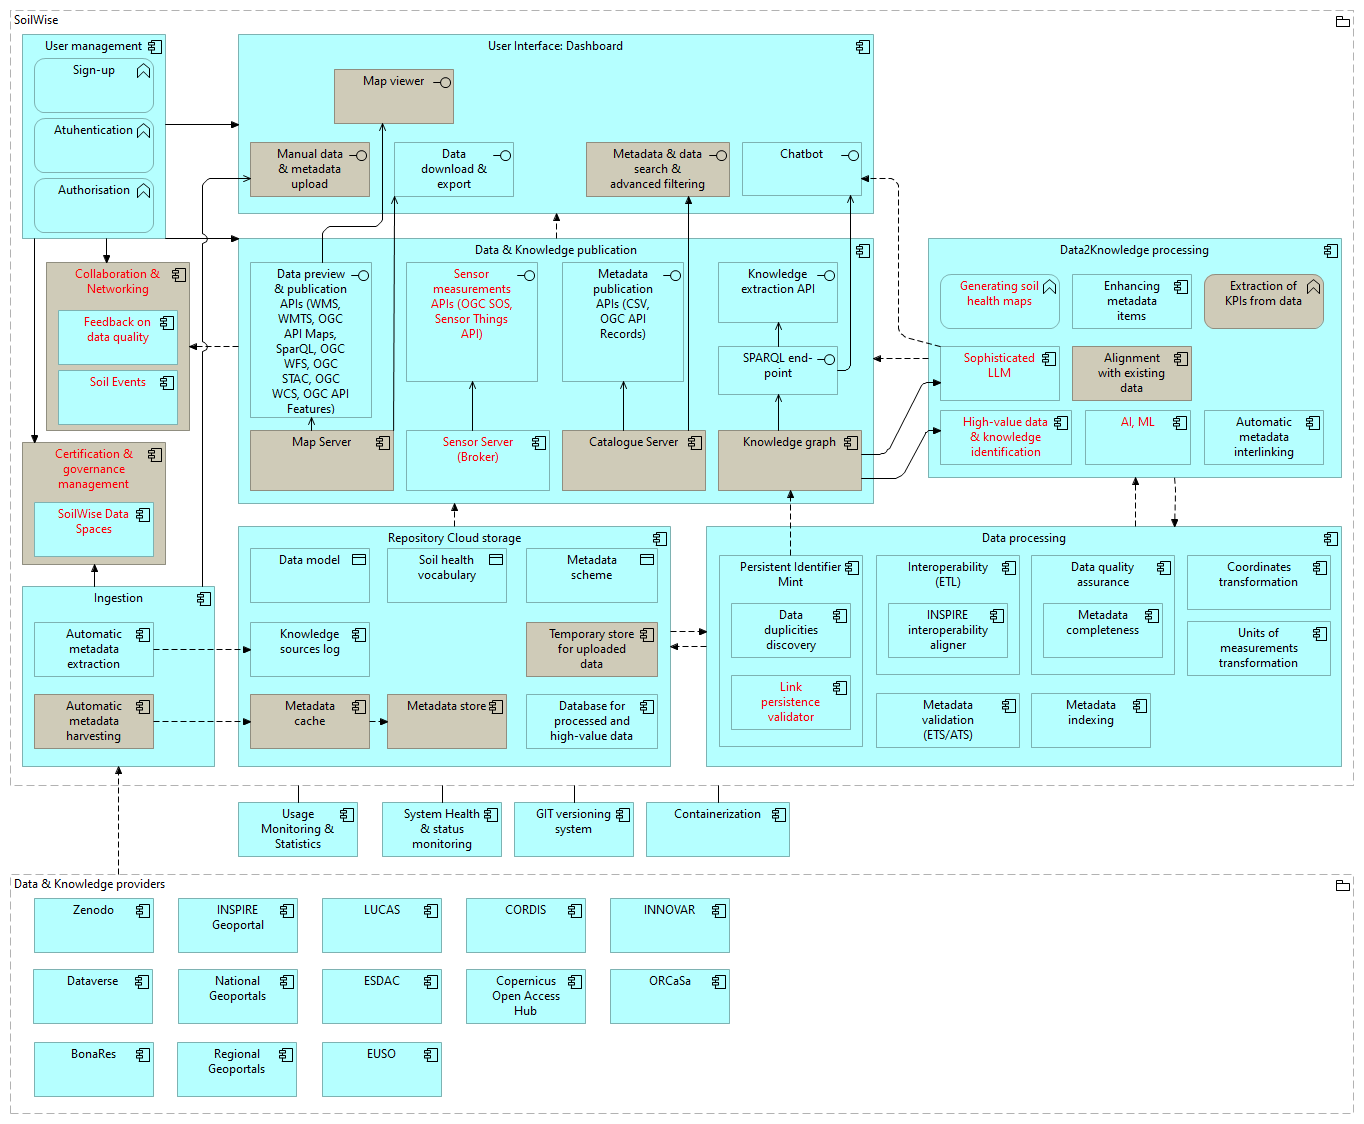 SoilWise
User management
Sign-up
Atuhentication
Authorisation
User Interface: Dashboard
Map viewer
Manual data
& metadata
upload
Data
download &
export
Metadata & data
search &
advanced filtering
Chatbot
Collaboration &
Networking
Feedback on
data quality
Soil Events
Certification &
governance
management
SoilWise Data
Spaces
Data & Knowledge publication
Data preview
& publication
APIs (WMS,
WMTS, OGC
API Maps,
SparQL, OGC
WFS, OGC
STAC, OGC
WCS, OGC API
Features)
Sensor
measurements
APIs (OGC SOS,
Sensor Things
API)
Metadata
publication
APIs (CSV,
OGC API
Records)
Knowledge
extraction API
SPARQL end-
point
Map Server
Sensor Server
(Broker)
Catalogue Server
Knowledge graph
Data2Knowledge processing
Generating soil
health maps
Enhancing
metadata
items
Extraction of
KPIs from data
Sophisticated
LLM
Alignment
with existing
data
High-value data
& knowledge
identification
AI, ML
Automatic
metadata
interlinking
Ingestion
Automatic
metadata
extraction
Automatic
metadata
harvesting
Repository Cloud storage
Data model
Soil health
vocabulary
Metadata
scheme
Knowledge
sources log
Temporary store
for uploaded
data
Metadata
cache
Metadata store
Database for
processed and
high-value data
Data processing
Persistent Identifier
Mint
Data
duplicities
discovery
Link
persistence
validator
Interoperability
(ETL)
INSPIRE
interoperability
aligner
Data quality
assurance
Metadata
completeness
Coordinates
transformation
Units of
measurements
transformation
Metadata
validation
(ETS/ATS)
Metadata
indexing
Usage
Monitoring &
Statistics
System Health
& status
monitoring
GIT versioning
system
Containerization
Data & Knowledge providers
Zenodo
INSPIRE
Geoportal
LUCAS
CORDIS
INNOVAR
Dataverse
National
Geoportals
ESDAC
Copernicus
Open Access
Hub
ORCaSa
BonaRes
Regional
Geoportals
EUSO